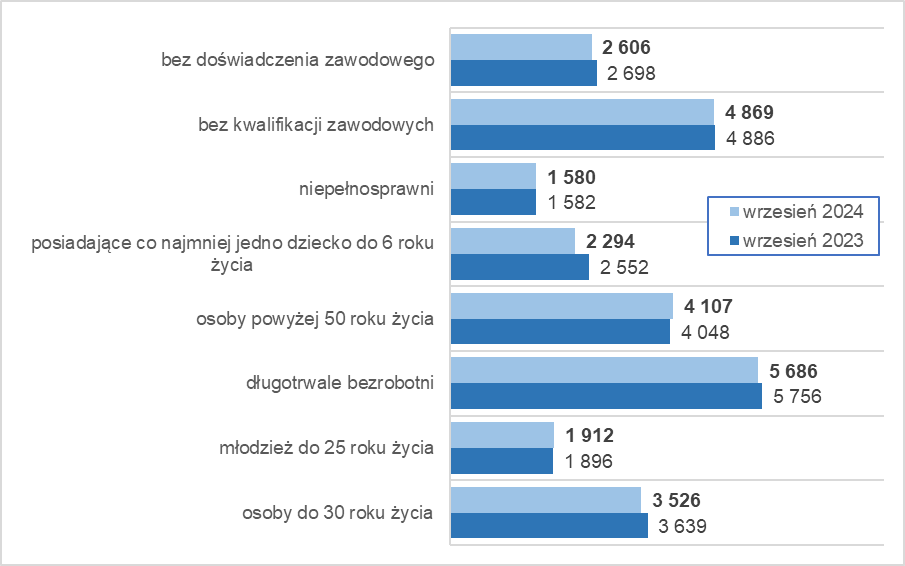 bez doświadczenia zawodowego
2 606
2 698
bez kwalifikacji zawodowych
4 869
4 886
niepełnosprawni
1 580
1 582
posiadające co najmniej jedno dziecko do 6 roku
życia
2 294
2 552
osoby powyżej 50 roku życia
4 107
4 048
długotrwale bezrobotni
5 686
5 756
młodzież do 25 roku życia
1 912
1 896
osoby do 30 roku życia
3 526
3 639
wrzesień 2024
wrzesień 2023